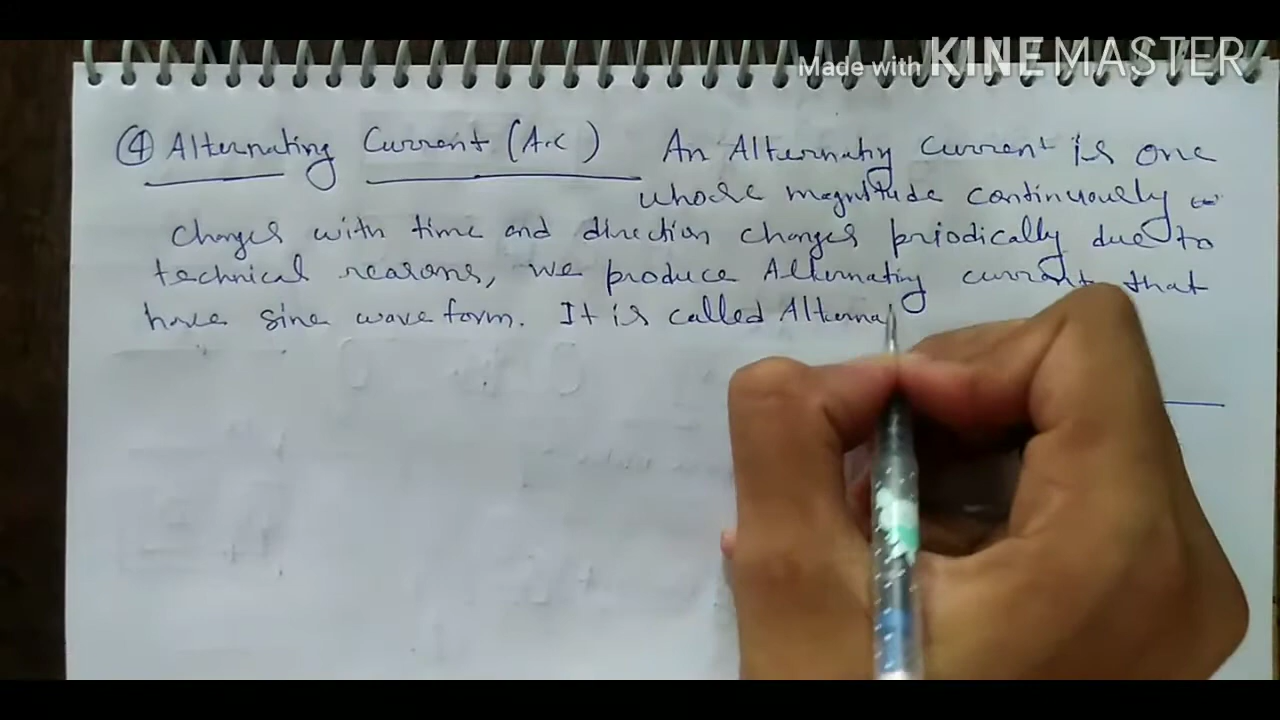 Made with KINEMASTER
④ Alternating Current (A.C) An Alternating current is one
whose magnitude continuously
changes with time and direction changes priodically due to
technical reasons, we produce Alternating current that
have sine wave form. It is called Alterna